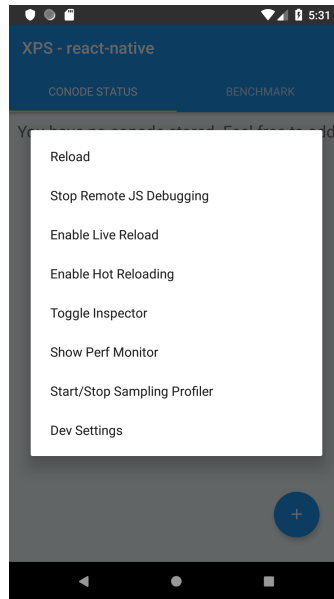 5:31
XPS - react-native
CONODE STATUS
BENCHMARK
Reload
Stop Remote JS Debugging
Enable Live Reload
Enable Hot Reloading
Toggle Inspector
Show Perf Monitor
Start/Stop Sampling Profiler
Dev Settings